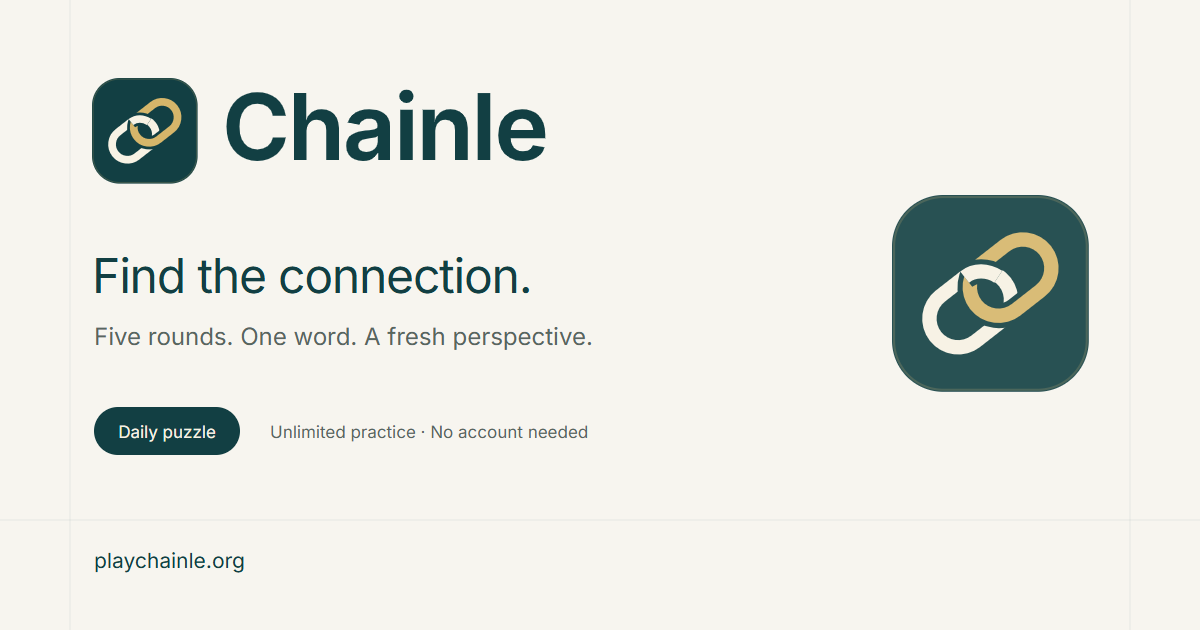 Chainle
Find the connection.
Five rounds. One word. A fresh perspective.
Daily puzzle
Unlimited practice · No account needed
playchainle.org